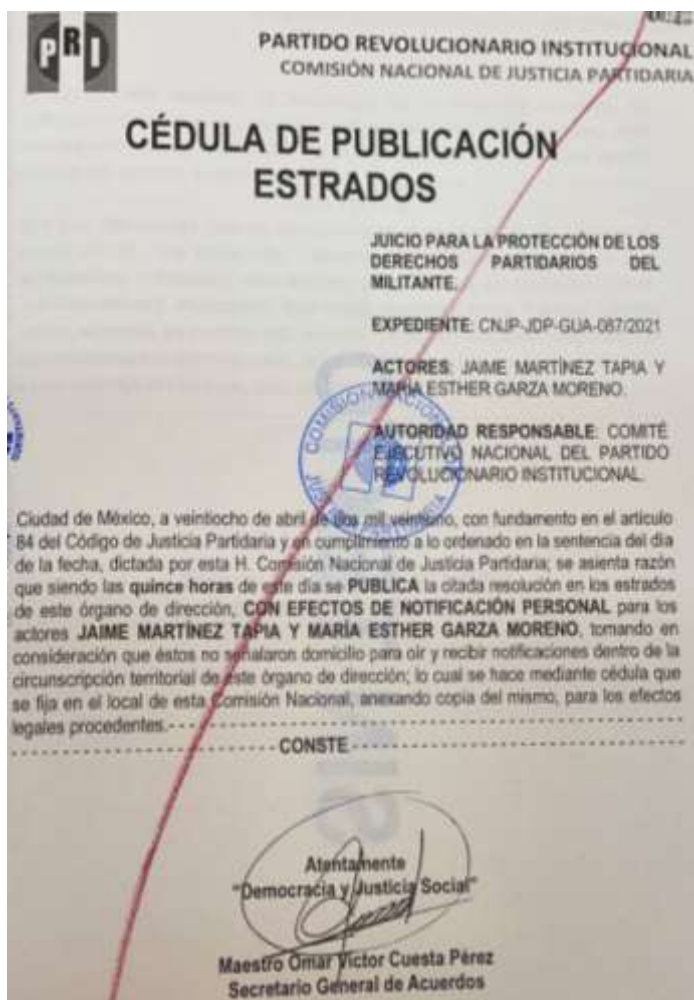 PRI
PARTIDO REVOLUCIONARIO INSTITUCIONAL
COMISIÓN NACIONAL DE JUSTICIA PARTIDARIA
CÉDULA DE PUBLICACIÓN
ESTRADOS
JUICIO PARA LA PROTECCIÓN DE LOS
DERECHOS PARTIDARIOS DEL
MILITANTE.
EXPEDIENTE: CNJP-JDP-GUA-087/2021
ACTORES: JAIME MARTÍNEZ TAPIA Y
MARÍA ESTHER GARZA MORENO.
COMISIÓN NACIONAL
AUTORIDAD RESPONSABLE: COMITÉ
EJECUTIVO NACIONAL DEL PARTIDO
REVOLUCIONARIO INSTITUCIONAL.
Ciudad de México, a veintiocho de abril de dos mil veintiuno, con fundamento en el artículo
84 del Código de Justicia Partidaria y en cumplimiento a lo ordenado en la sentencia del día
de la fecha, dictada por esta H. Comisión Nacional de Justicia Partidaria; se asienta razón
que siendo las quince horas de este día se PUBLICA la citada resolución en los estrados
de este órgano de dirección, CON EFECTOS DE NOTIFICACIÓN PERSONAL para los
actores JAIME MARTÍNEZ TAPIA Y MARÍA ESTHER GARZA MORENO, tomando en
consideración que éstos no señalaron domicilio para oír y recibir notificaciones dentro de la
circunscripción territorial de este órgano de dirección; lo cual se hace mediante cédula que
se fija en el local de esta Comisión Nacional, anexando copia del mismo, para los efectos
legales procedentes.- - - - - - - - - - - - - - - - - - - - - - - - - - - - - - - - - - - - - - - -
- - - - - - - - - - - - - - - - - - - - CONSTE - - - - - - - - - - - - - - - - - - - - - - - - -
Atentamente
"Democracia y Justicia Social"
Maestro Omar Víctor Cuesta Pérez
Secretario General de Acuerdos